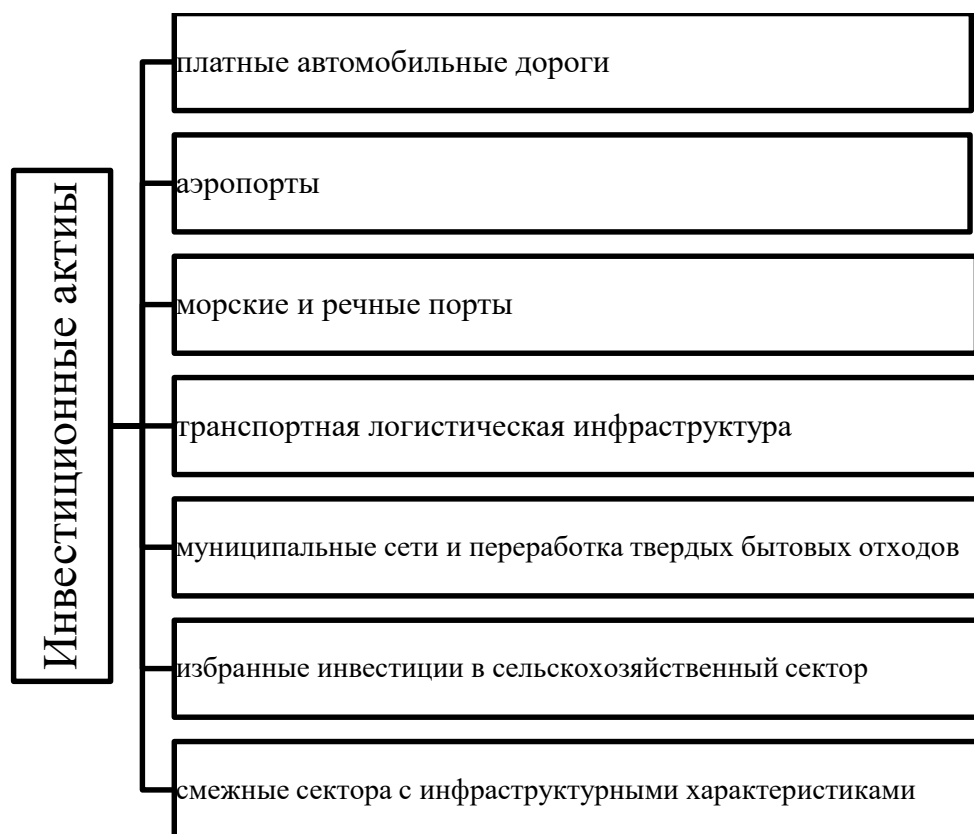 Инвестиционные актиы
платные автомобильные дороги
аэропорты
морские и речные порты
транспортная логистическая инфраструктура
муниципальные сети и переработка твердых бытовых отходов
избранные инвестиции в сельскохозяйственный сектор
смежные сектора с инфраструктурными характеристиками